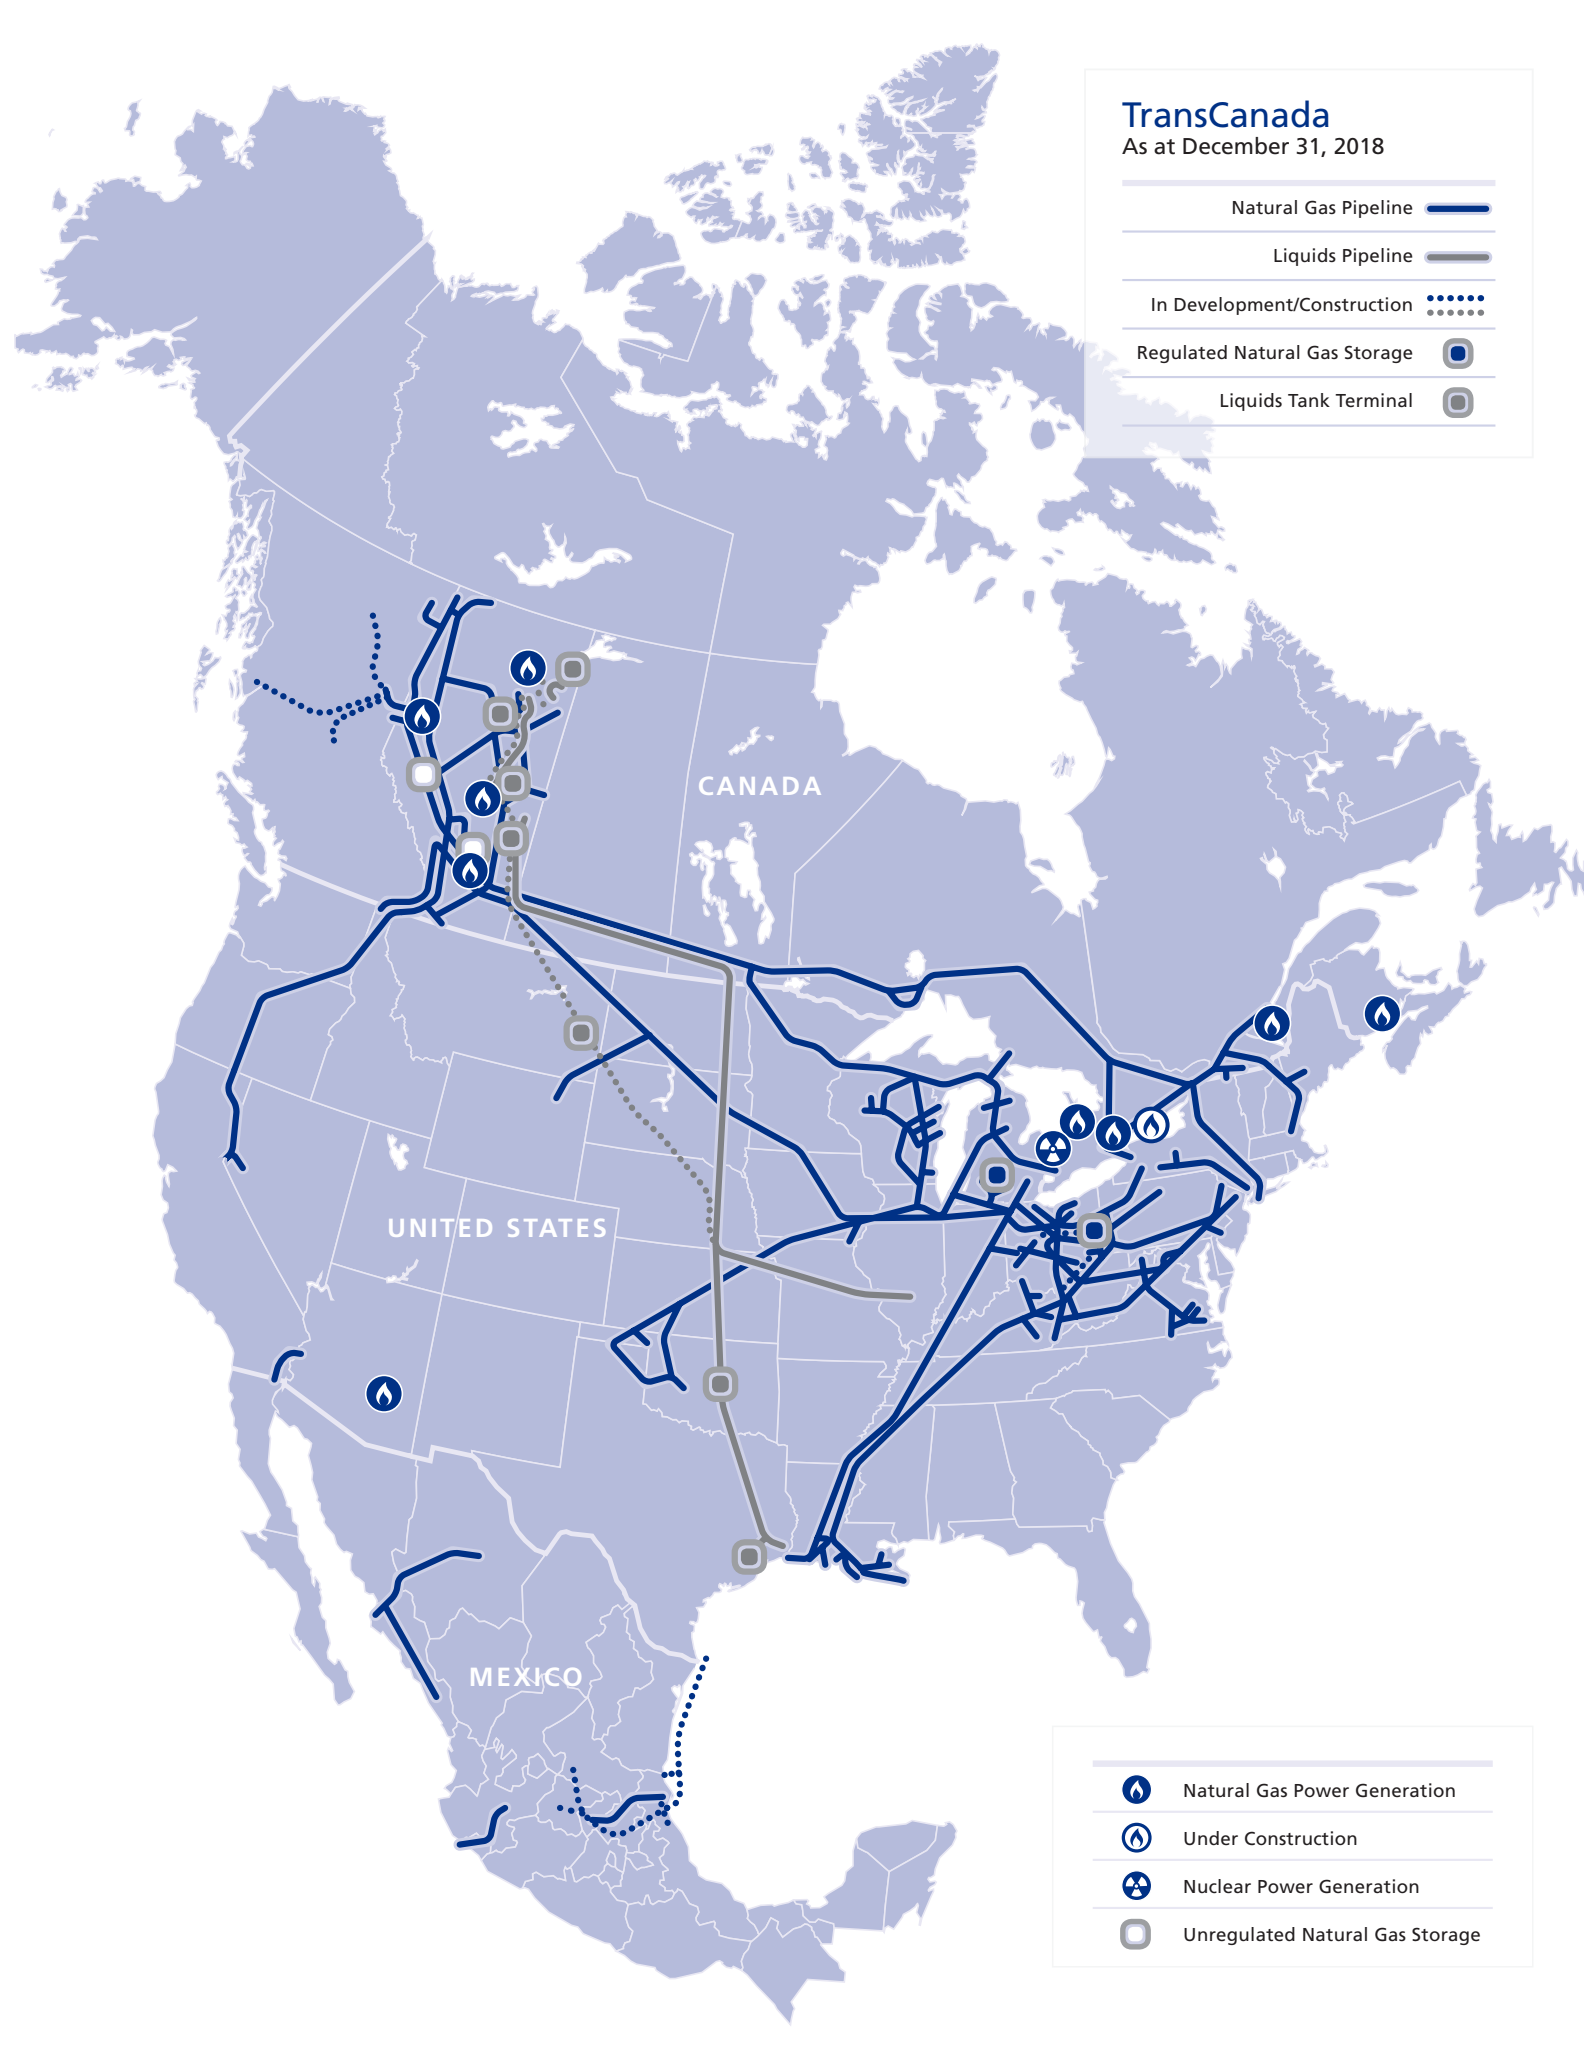 TransCanada
As at December 31, 2018
Natural Gas Pipeline
Liquids Pipeline
In Development/Construction
Regulated Natural Gas Storage
Liquids Tank Terminal
CANADA
UNITED STATES
MEXICO
Natural Gas Power Generation
Under Construction
Nuclear Power Generation
Unregulated Natural Gas Storage